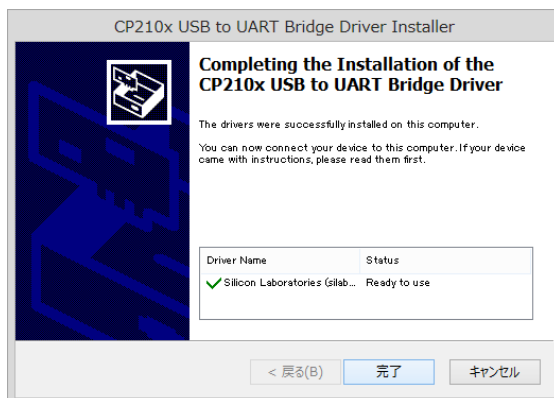 CP210x USB to UART Bridge Driver Installer
Completing the Installation of the
CP210x USB to UART Bridge Driver
The drivers were successfully installed on this computer.
You can now connect your device to this computer. If your device
came with instructions, please read them first.
Driver Name Status
Silicon Laboratories (silab... Ready to use
< 戻る(B) 完了 キャンセル